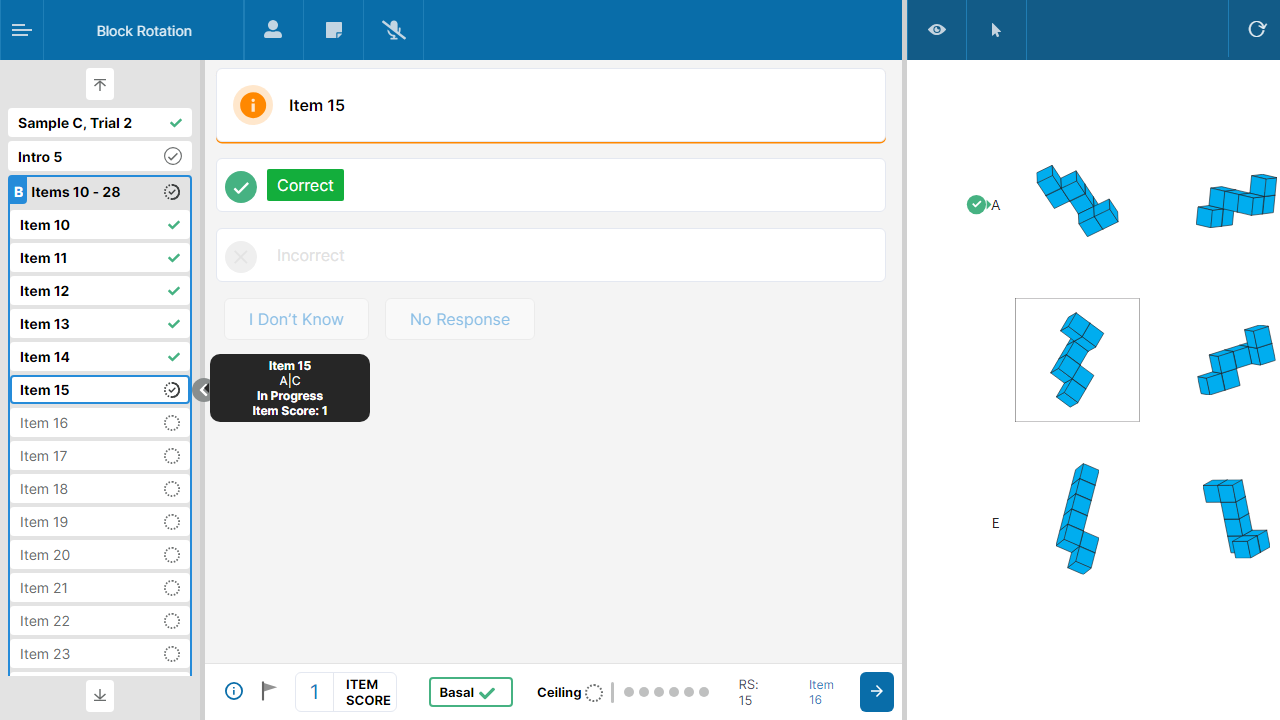 Block Rotation
Sample C, Trial 2
Intro 5
B Items 10 - 28
Item 10
Item 11
Item 12
Item 13
Item 14
Item 15
Item 16
Item 17
Item 18
Item 19
Item 20
Item 21
Item 22
Item 23
Item 15
Correct
Incorrect
I Don't Know No Response
Item 15
A|C
In Progress
Item Score: 1
1 ITEM
SCORE
Basal
Ceiling
RS:
15
Item
16
A
E